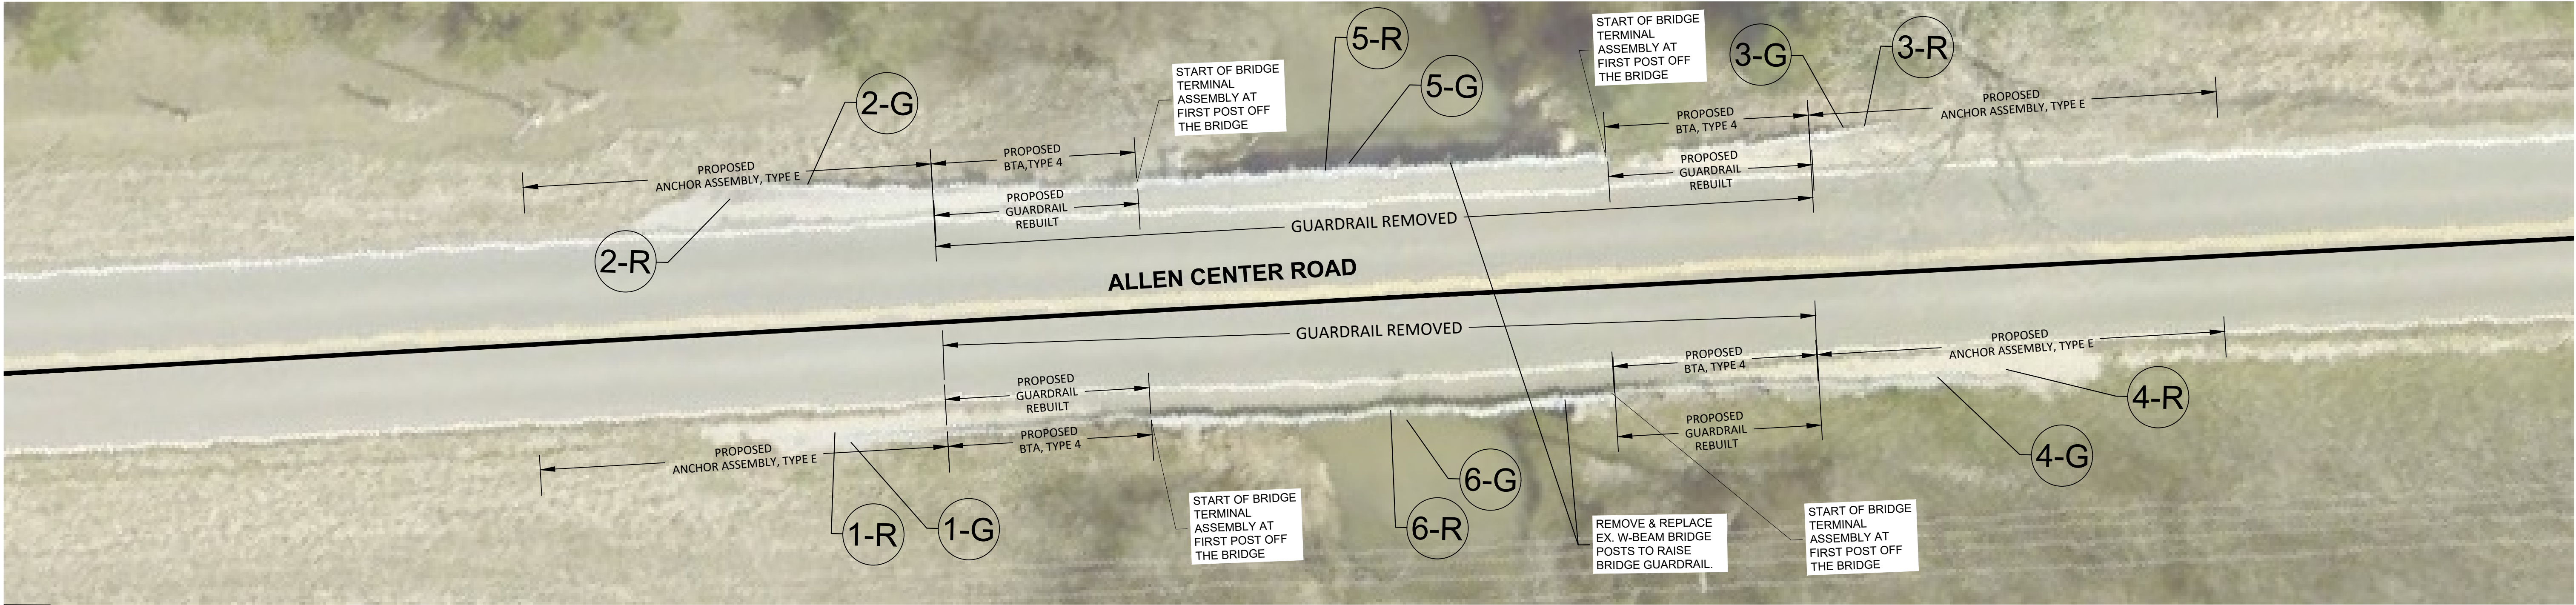 5-R
5-G
START OF BRIDGE
TERMINAL
ASSEMBLY AT
FIRST POST OFF
THE BRIDGE
3-G
3-R
2-G
START OF BRIDGE
TERMINAL
ASSEMBLY AT
FIRST POST OFF
THE BRIDGE
PROPOSED
ANCHOR ASSEMBLY, TYPE E
PROPOSED
BTA,TYPE 4
PROPOSED
BTA, TYPE 4
PROPOSED
ANCHOR ASSEMBLY, TYPE E
PROPOSED
GUARDRAIL
REBUILT
PROPOSED
GUARDRAIL
REBUILT
2-R
GUARDRAIL REMOVED
ALLEN CENTER ROAD
GUARDRAIL REMOVED
PROPOSED
GUARDRAIL
REBUILT
PROPOSED
BTA, TYPE 4
PROPOSED
ANCHOR ASSEMBLY, TYPE E
PROPOSED
ANCHOR ASSEMBLY, TYPE E
PROPOSED
BTA, TYPE 4
PROPOSED
GUARDRAIL
REBUILT
4-R
4-G
1-R
1-G
START OF BRIDGE
TERMINAL
ASSEMBLY AT
FIRST POST OFF
THE BRIDGE
6-G
6-R
REMOVE & REPLACE
EX. W-BEAM BRIDGE
POSTS TO RAISE
BRIDGE GUARDRAIL.
START OF BRIDGE
TERMINAL
ASSEMBLY AT
FIRST POST OFF
THE BRIDGE